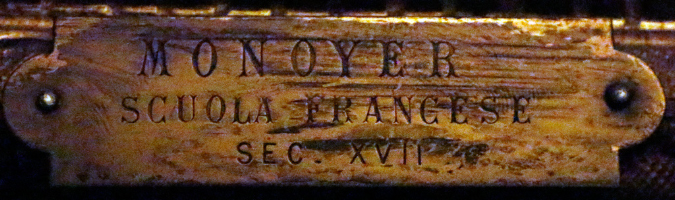 MONOYER
SCUOLA FRANCESE
SEC. XVII